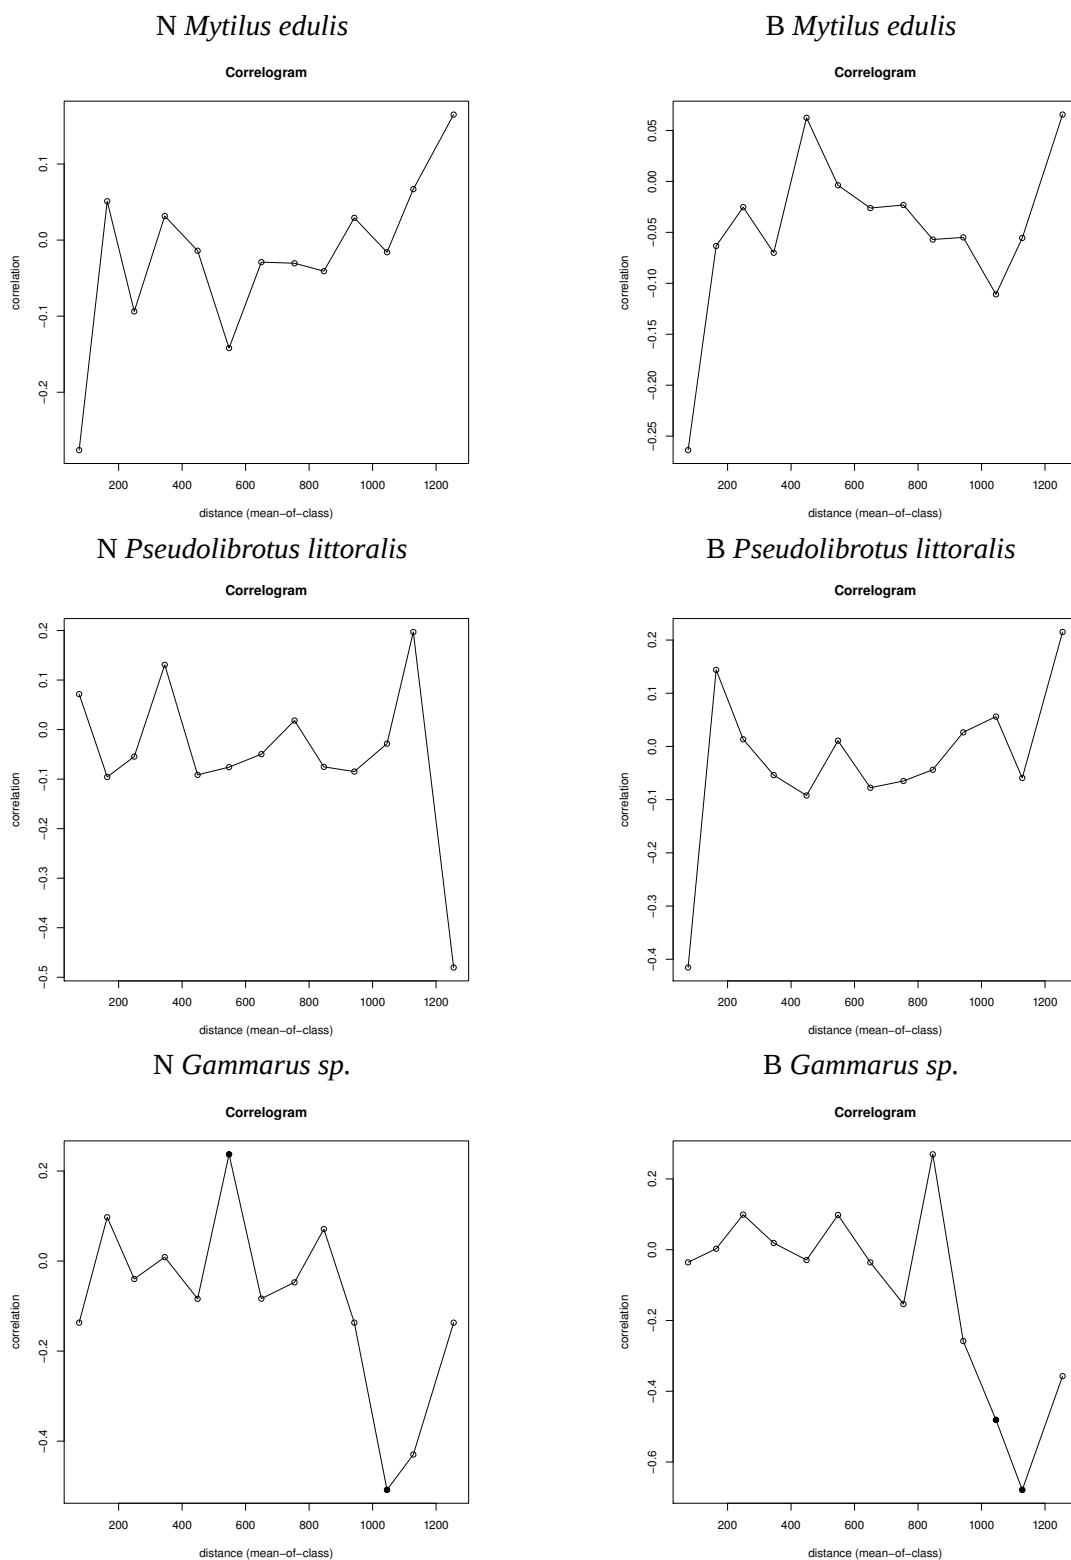 N Mytilus edulis
B Mytilus edulis
Correlogram
Correlogram
0.1
0.0
−0.1
−0.2
correlation
200 400 600 800 1000 1200
distance (mean−of−class)
0.05
0.00
−0.05
−0.10
−0.15
−0.20
−0.25
correlation
200 400 600 800 1000 1200
distance (mean−of−class)
N Pseudolibrotus littoralis
B Pseudolibrotus littoralis
Correlogram
Correlogram
0.2
0.1
0.0
−0.1
−0.2
−0.3
−0.4
−0.5
correlation
200 400 600 800 1000 1200
distance (mean−of−class)
0.2
0.1
0.0
−0.1
−0.2
−0.3
−0.4
correlation
200 400 600 800 1000 1200
distance (mean−of−class)
N Gammarus sp.
B Gammarus sp.
Correlogram
Correlogram
0.2
0.0
−0.2
−0.4
correlation
200 400 600 800 1000 1200
distance (mean−of−class)
0.2
0.0
−0.2
−0.4
−0.6
correlation
200 400 600 800 1000 1200
distance (mean−of−class)